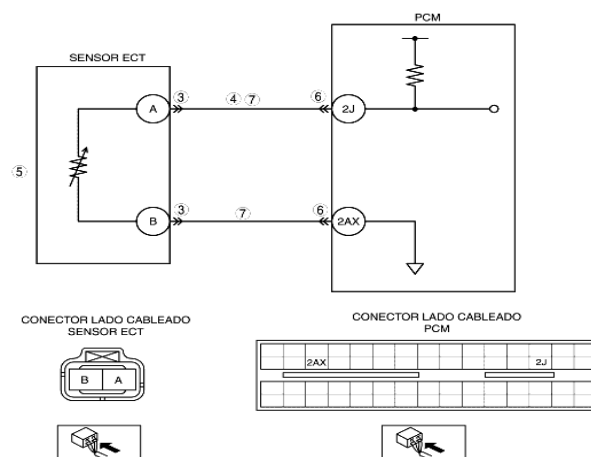 PCM
SENSOR ECT
A
3
4 7
6
2J
5
B
3
7
6
2AX
CONECTOR LADO CABLEADO
SENSOR ECT
B A
CONECTOR LADO CABLEADO
PCM
2AX 2J